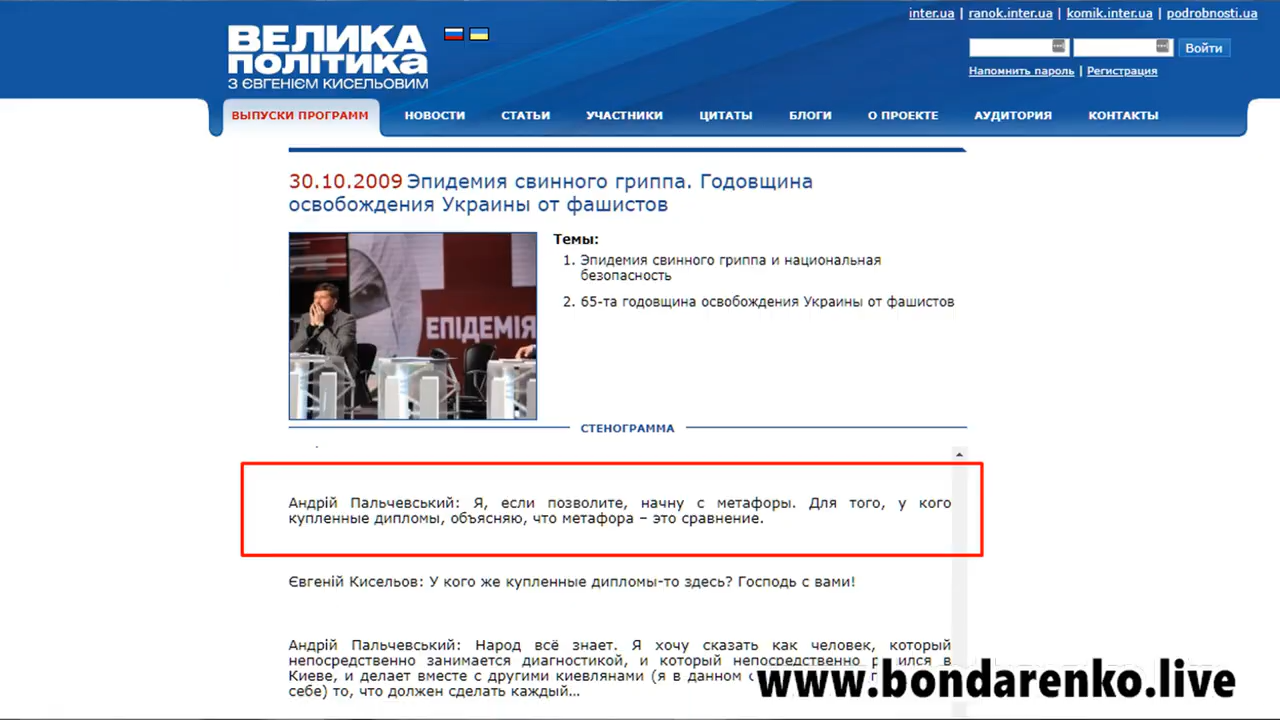 inter.ua | ranok.inter.ua | komik.inter.ua | podrobnosti.ua
ВЕЛИКА
ПОЛІТИКА
З ЄВГЕНІЄМ КИСЕЛЬОВИМ
Войти
Напомнить пароль | Регистрация
ВЫПУСКИ ПРОГРАММ НОВОСТИ СТАТЬИ УЧАСТНИКИ ЦИТАТЫ БЛОГИ О ПРОЕКТЕ АУДИТОРИЯ КОНТАКТЫ
30.10.2009 Эпидемия свинного гриппа. Годовщина
освобождения Украины от фашистов
Темы:
1. Эпидемия свинного гриппа и национальная
безопасность
2. 65-та годовщина освобождения Украины от фашистов
ЕПІДЕМІЯ
СТЕНОГРАММА
Андрій Пальчевський: Я, если позволите, начну с метафоры. Для того, у кого
купленные дипломы, объясняю, что метафора – это сравнение.
Євгеній Кисельов: У кого же купленные дипломы-то здесь? Господь с вами!
Андрій Пальчевський: Народ всё знает. Я хочу сказать как человек, который
непосредственно занимается диагностикой, и который непосредственно в
Киеве, и делает вместе с другими киевлянами (я в данном
себе) то, что должен сделать каждый...
www.bondarenko.live